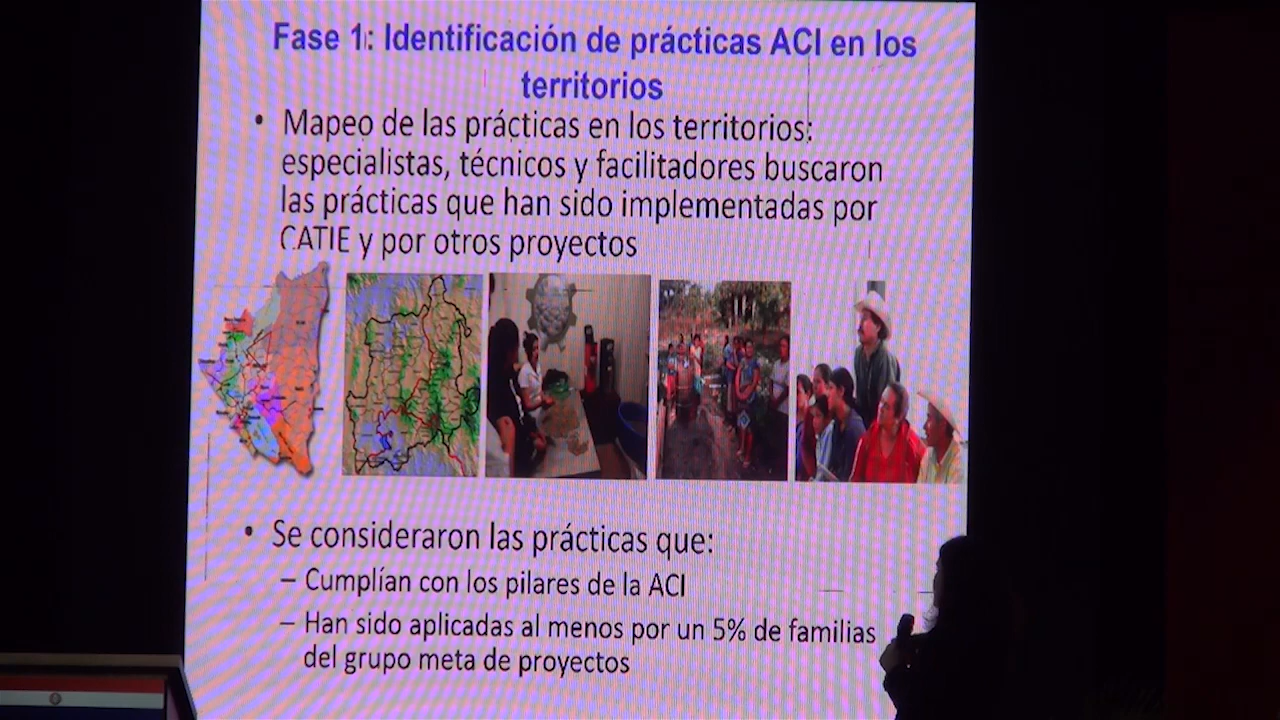 Fase 1: Identificación de prácticas ACI en los
territorios
• Mapeo de las prácticas en los territorios:
especialistas, técnicos y facilitadores buscaron
las prácticas que han sido implementadas por
CATIE y por otros proyectos
• Se consideraron las prácticas que:
– Cumplían con los pilares de la ACI
– Han sido aplicadas al menos por un 5% de familias
del grupo meta de proyectos